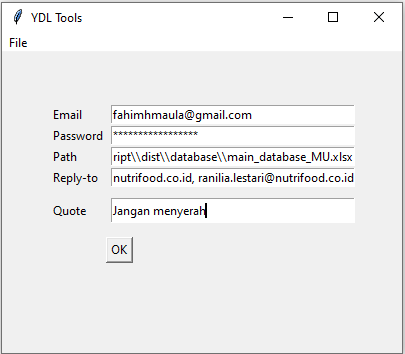 YDL Tools
File
Email fahimhmaula@gmail.com
Password *****************
Path ript\\dist\\database\\main_database_MU.xlsx
Reply-to nutrifood.co.id, ranilia.lestari@nutrifood.co.id
Quote Jangan menyerah
OK